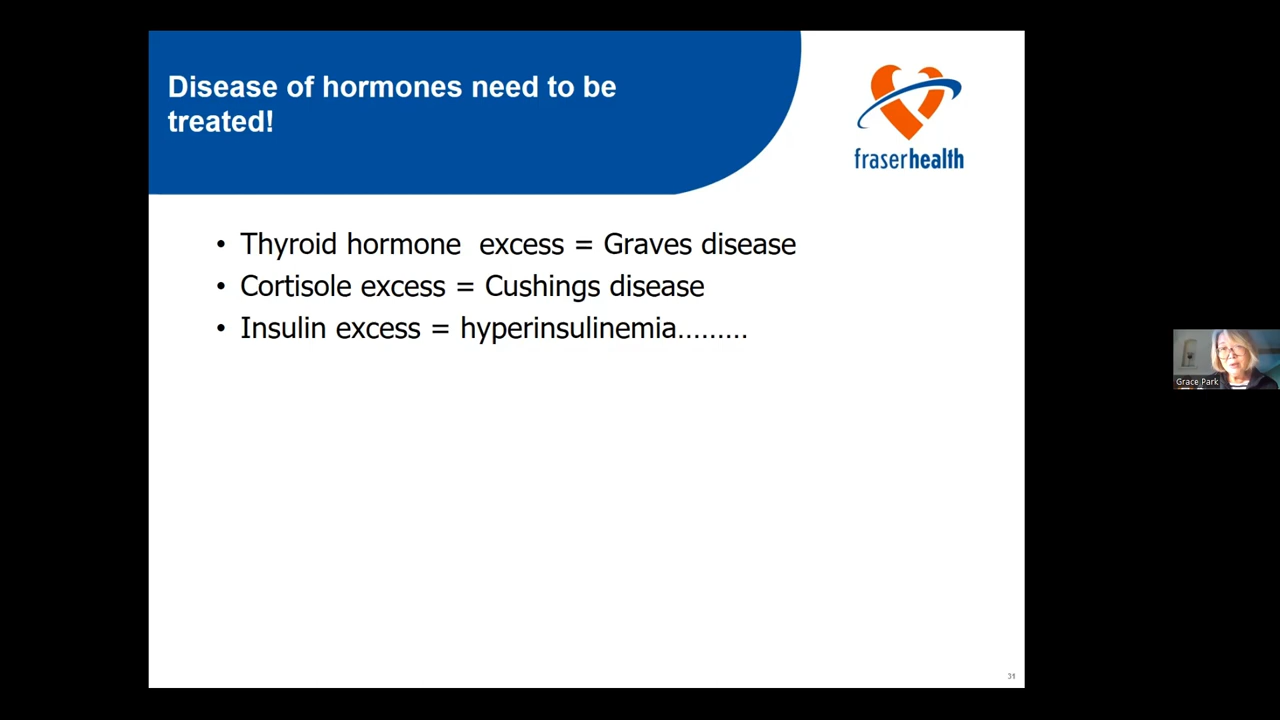 Disease of hormones need to be
treated!
fraserhealth
• Thyroid hormone  excess = Graves disease
• Cortisole excess = Cushings disease
• Insulin excess = hyperinsulinemia.........
Grace Park
31